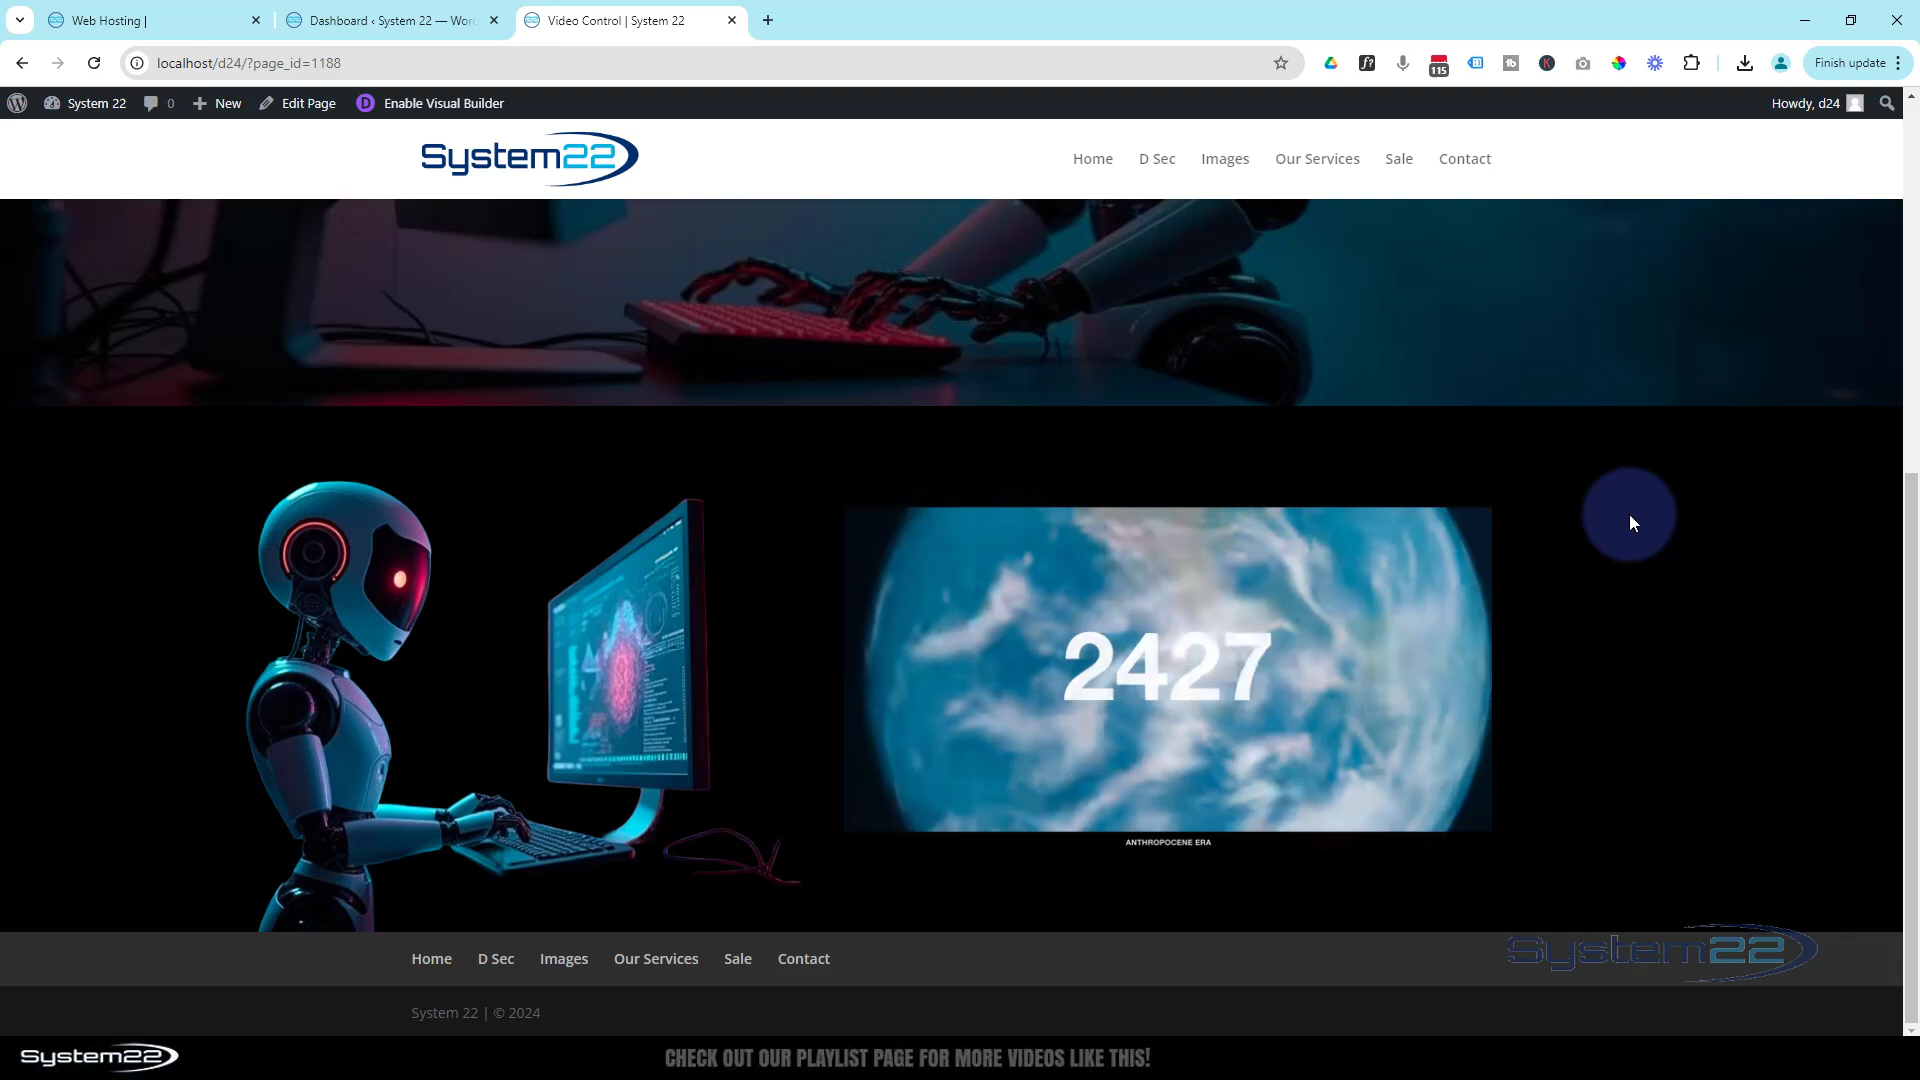 Web Hosting |
Dashboard ‹ System 22 — Wor
Video Control | System 22
localhost/d24/?page_id=1188
115
Finish update
System 22
0
New
Edit Page
D
Enable Visual Builder
Howdy, d24
System22
Home
D Sec
Images
Our Services
Sale
Contact
2427
ANTHROPOCENE ERA
Home
D Sec
Images
Our Services
Sale
Contact
System22
System 22 | © 2024
System22
CHECK OUT OUR PLAYLIST PAGE FOR MORE VIDEOS LIKE THIS!